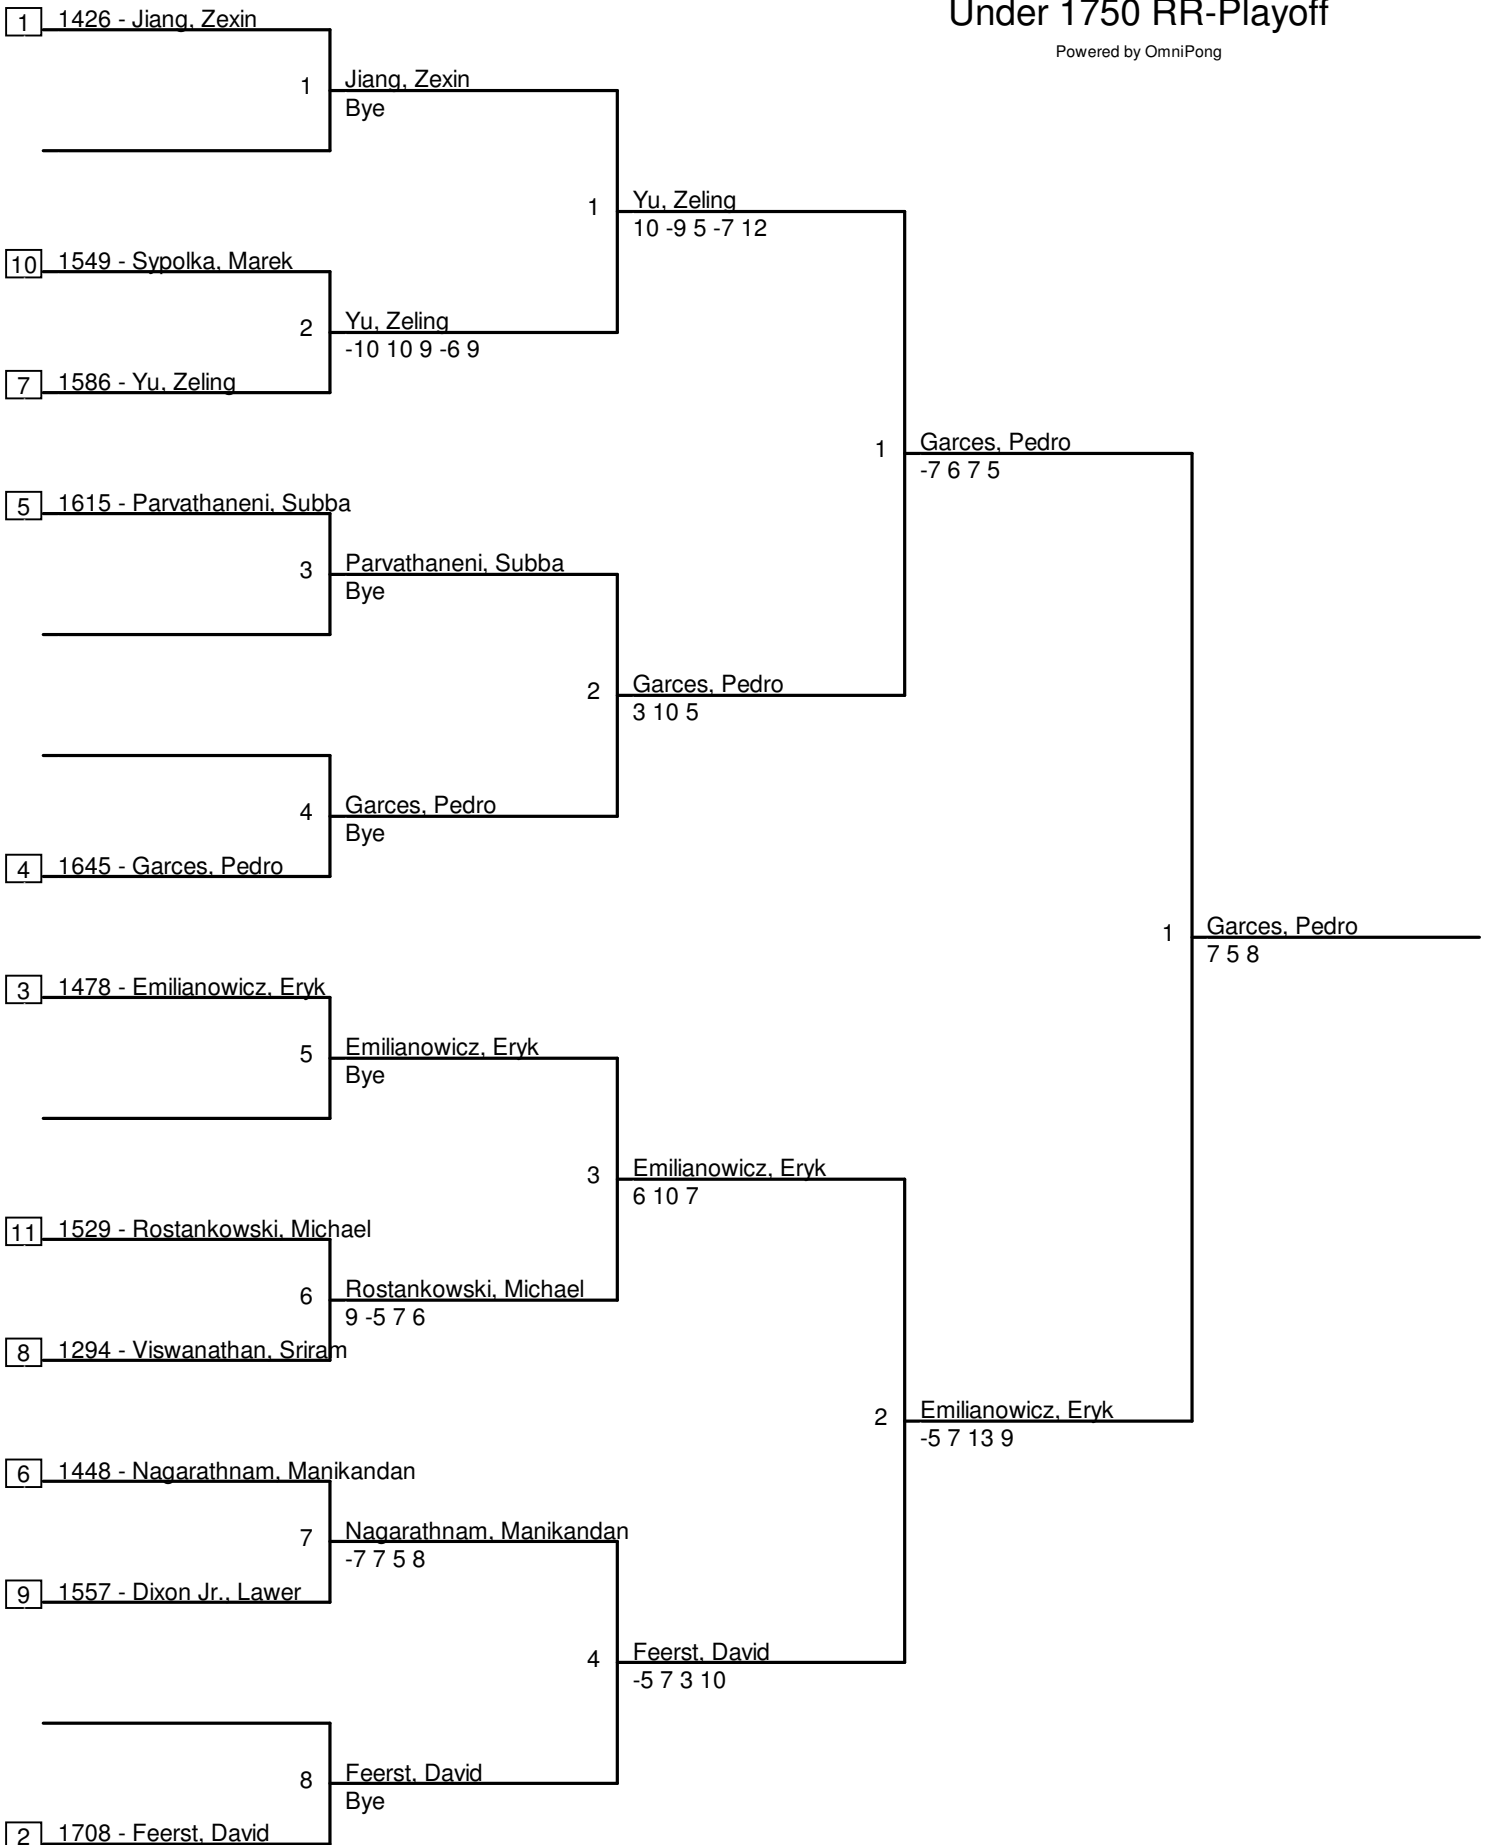 Under 1750 RR-Playoff
Powered by OmniPong
1 1426 - Jiang, Zexin
1 Jiang, Zexin
Bye
1 Yu, Zeling
10 -9 5 -7 12
10 1549 - Sypolka, Marek
2 Yu, Zeling
-10 10 9 -6 9
7 1586 - Yu, Zeling
1 Garces, Pedro
-7 6 7 5
5 1615 - Parvathaneni, Subba
3 Parvathaneni, Subba
Bye
2 Garces, Pedro
3 10 5
4 Garces, Pedro
Bye
4 1645 - Garces, Pedro
1 Garces, Pedro
7 5 8
3 1478 - Emilianowicz, Eryk
5 Emilianowicz, Eryk
Bye
3 Emilianowicz, Eryk
6 10 7
11 1529 - Rostankowski, Michael
6 Rostankowski, Michael
9 -5 7 6
8 1294 - Viswanathan, Sriram
2 Emilianowicz, Eryk
-5 7 13 9
6 1448 - Nagarathnam, Manikandan
7 Nagarathnam, Manikandan
-7 7 5 8
9 1557 - Dixon Jr., Lawer
4 Feerst, David
-5 7 3 10
8 Feerst, David
Bye
2 1708 - Feerst, David